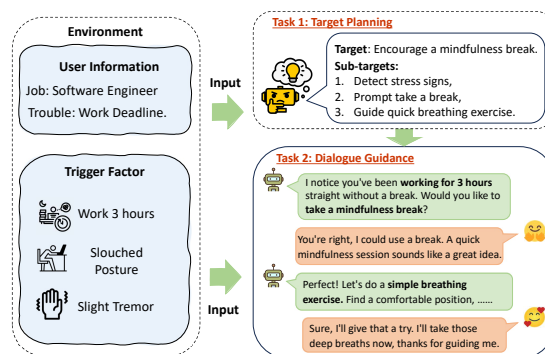 Environment
User Information
Job: Software Engineer
Trouble: Work Deadline.
Trigger Factor
Work 3 hours
Slouched
Posture
Slight Tremor
Input
Input
Task 1: Target Planning
Target: Encourage a mindfulness break.
Sub-targets:
1. Detect stress signs,
2. Prompt take a break,
3. Guide quick breathing exercise.
Task 2: Dialogue Guidance
I notice you've been working for 3 hours
straight without a break. Would you like to
take a mindfulness break?
You're right, I could use a break. A quick
mindfulness session sounds like a great idea.
Perfect! Let's do a simple breathing
exercise. Find a comfortable position, ……
Sure, I'll give that a try. I'll take those
deep breaths now, thanks for guiding me.